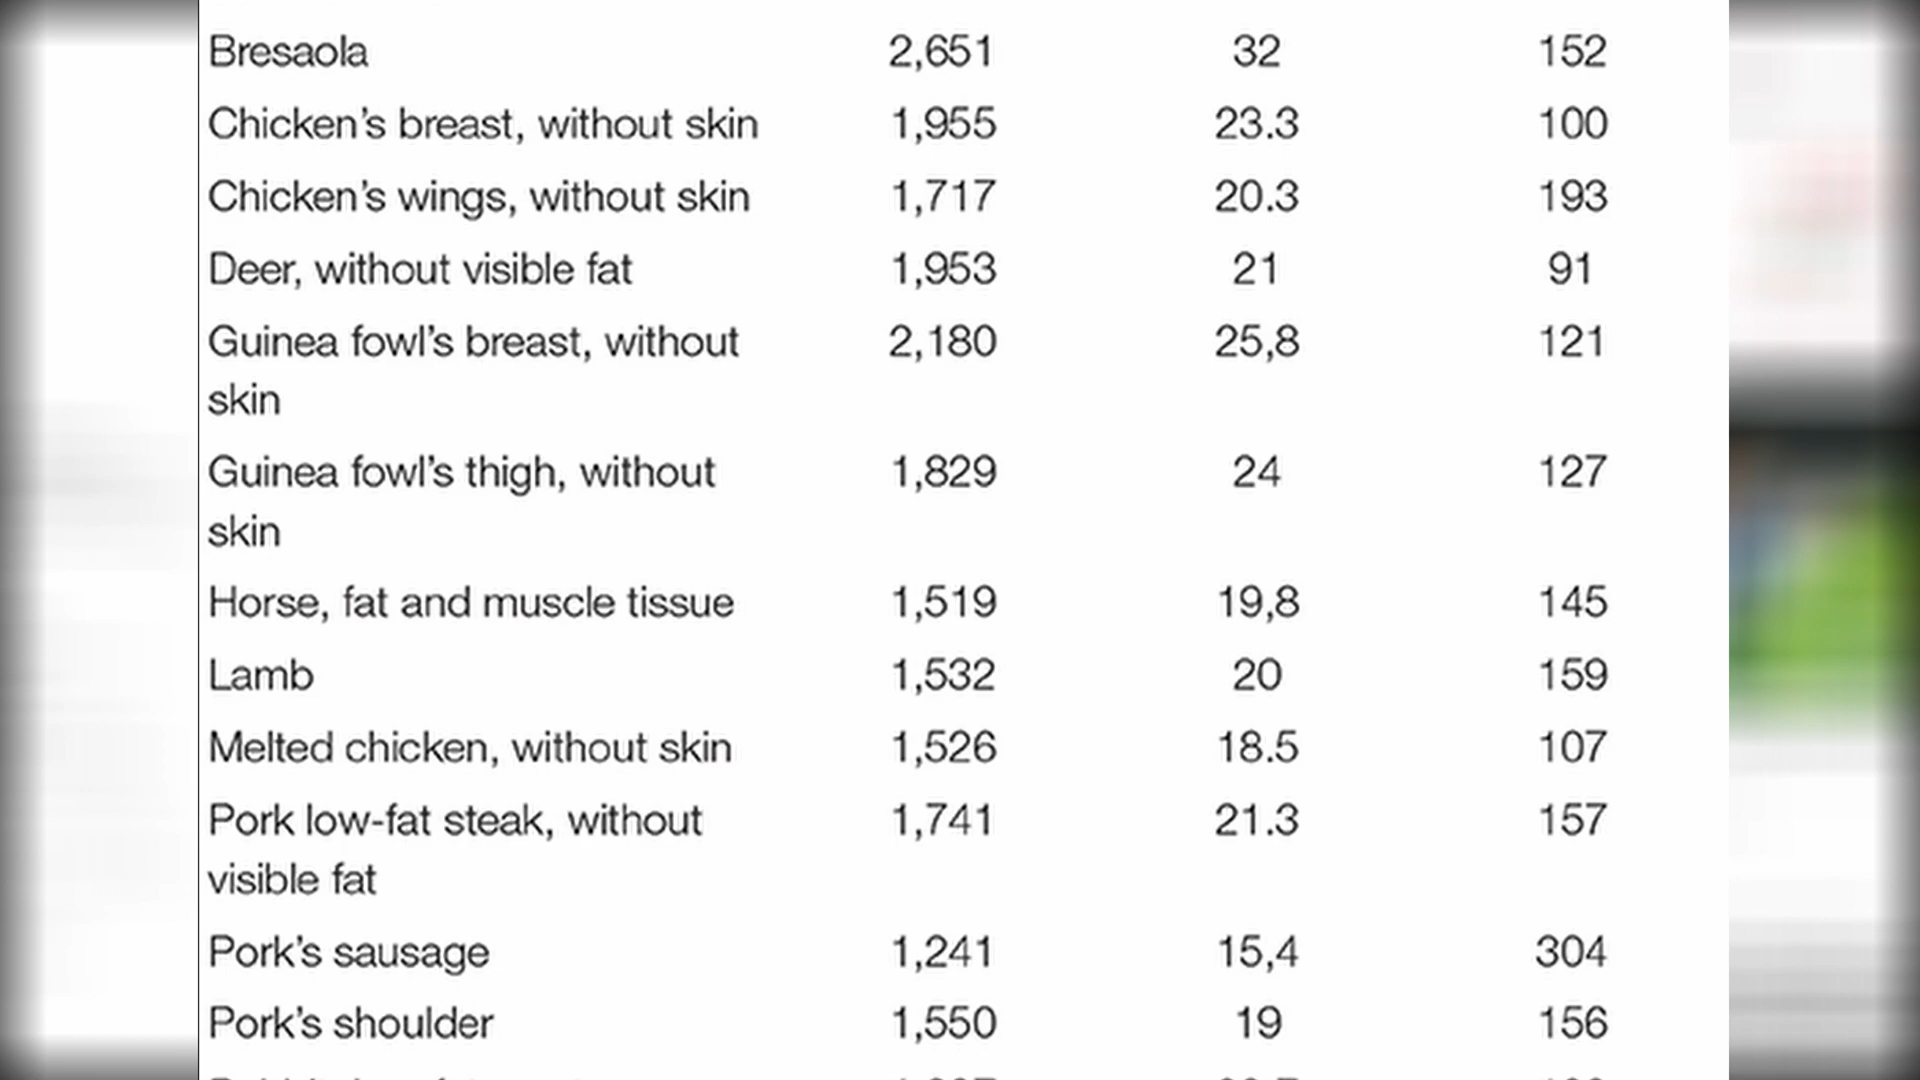 Bresaola 2,651 32 152
Chicken's breast, without skin 1,955 23.3 100
Chicken's wings, without skin 1,717 20.3 193
Deer, without visible fat 1,953 21 91
Guinea fowl's breast, without 2,180 25,8 121
skin
Guinea fowl's thigh, without 1,829 24 127
skin
Horse, fat and muscle tissue 1,519 19,8 145
Lamb 1,532 20 159
Melted chicken, without skin 1,526 18.5 107
Pork low-fat steak, without 1,741 21.3 157
visible fat
Pork's sausage 1,241 15,4 304
Pork's shoulder 1,550 19 156